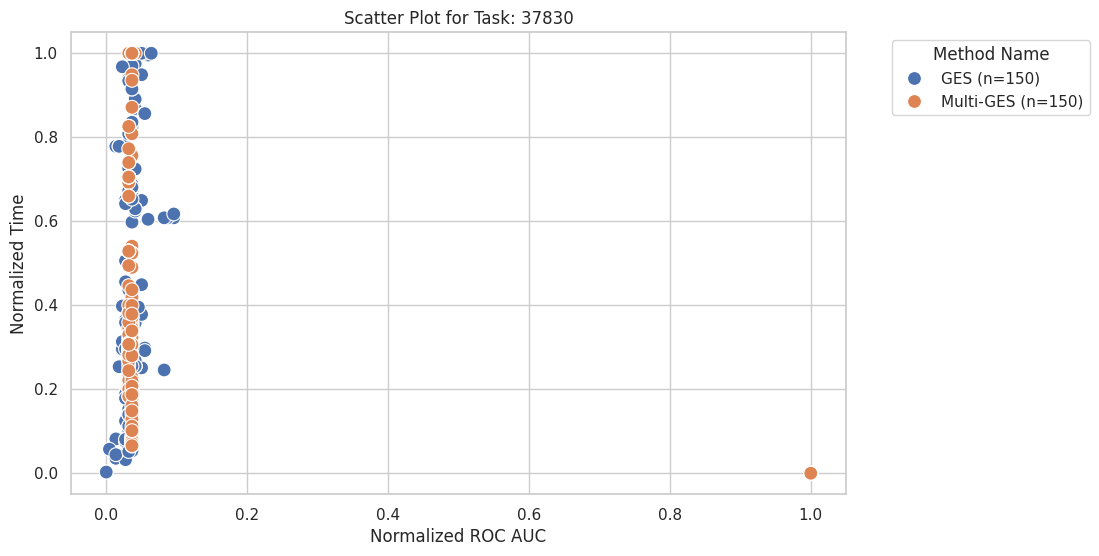 Scatter Plot for Task: 37830
1.0
0.8
0.6
0.4
0.2
0.0
Normalized Time
0.0 0.2 0.4 0.6 0.8 1.0
Normalized ROC AUC
Method Name
GES (n=150)
Multi-GES (n=150)